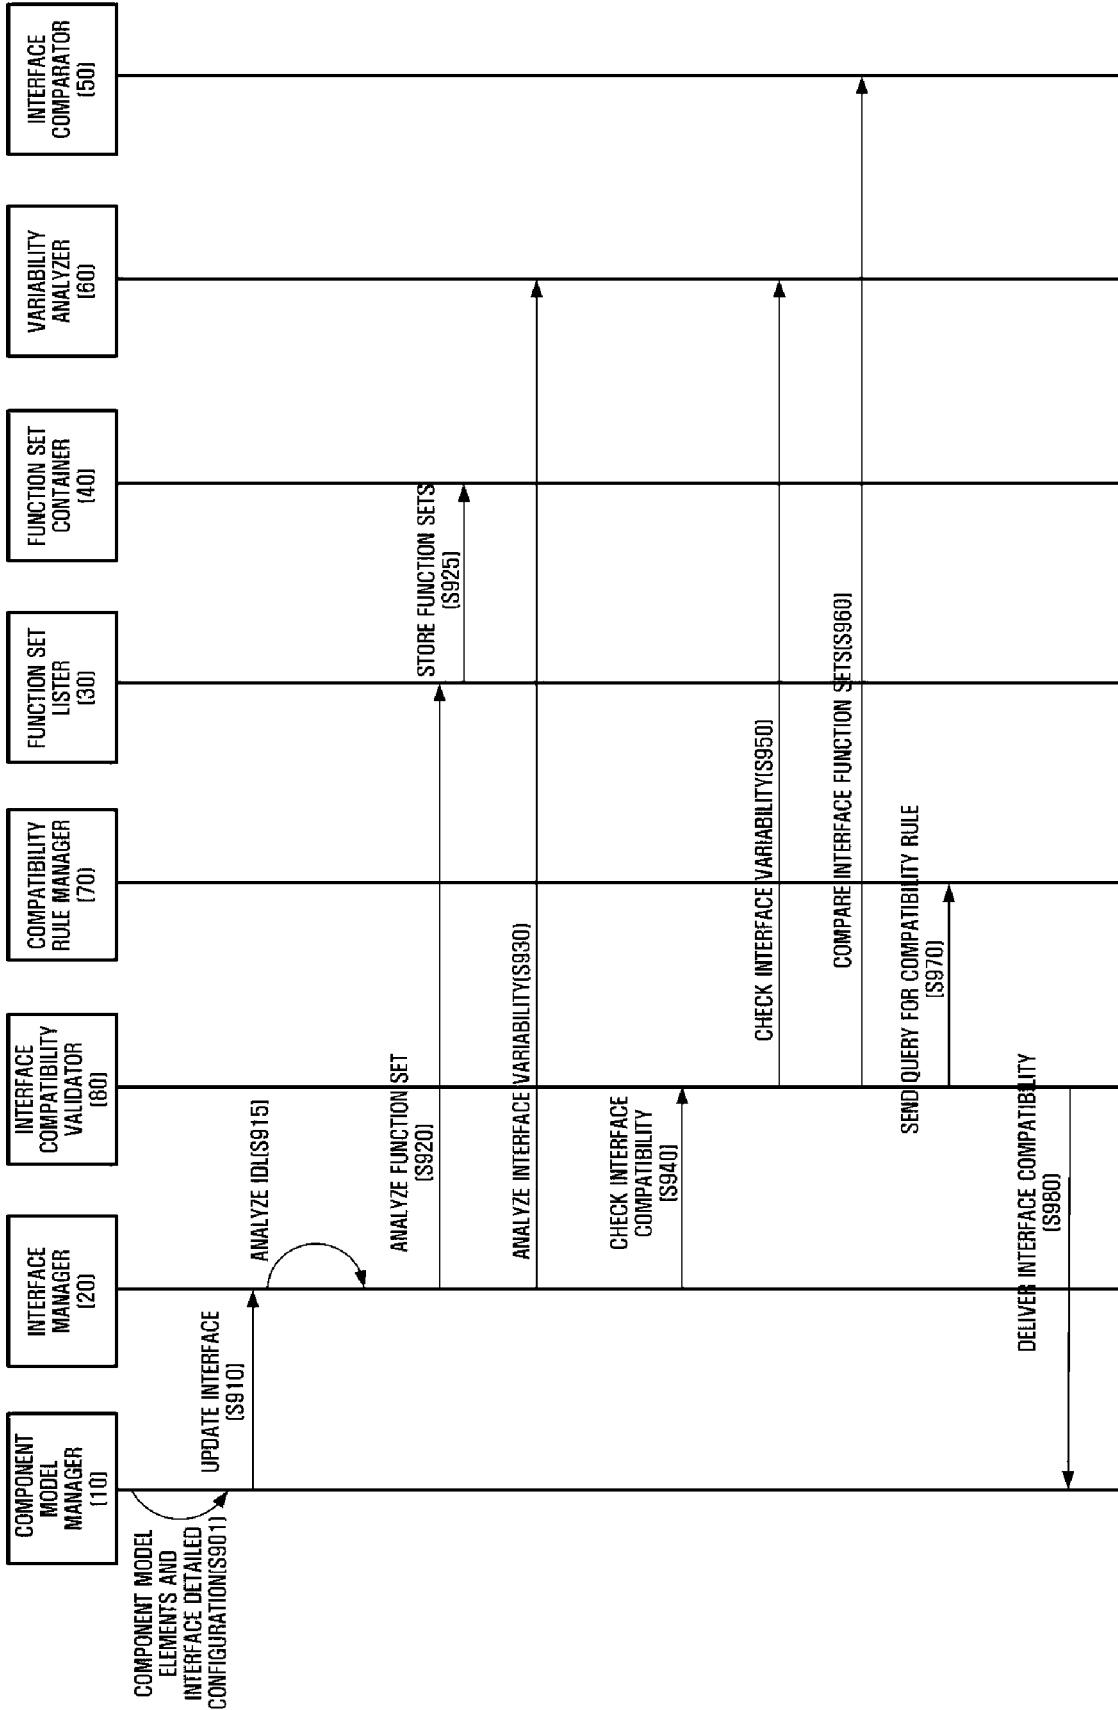 COMPONENT
MODEL
MANAGER
(10)
INTERFACE
MANAGER
(20)
INTERFACE
COMPATIBILITY
VALIDATOR
(80)
COMPATIBILITY
RULE MANAGER
(70)
FUNCTION SET
LISTER
(30)
FUNCTION SET
CONTAINER
(40)
VARIABILITY
ANALYZER
(60)
INTERFACE
COMPARATOR
(50)
COMPONENT MODEL
ELEMENTS AND
INTERFACE DETAILED
CONFIGURATION(S901)
UPDATE INTERFACE
(S910)
ANALYZE IDL(S915)
ANALYZE FUNCTION SET
(S920)
STORE FUNCTION SETS
(S925)
ANALYZE INTERFACE VARIABILITY(S930)
CHECK INTERFACE
COMPATIBILITY
(S940)
CHECK INTERFACE VARIABILITY(S950)
COMPARE INTERFACE FUNCTION SETS(S960)
SEND QUERY FOR COMPATIBILITY RULE
(S970)
DELIVER INTERFACE COMPATIBILITY
(S980)